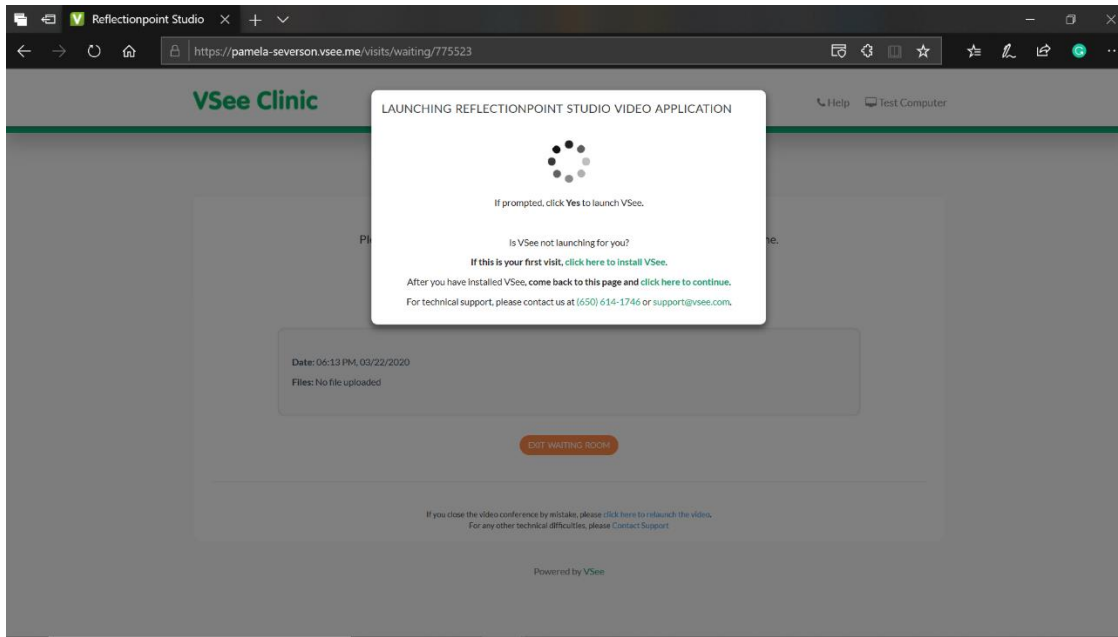 Reflectionpoint Studio
https://pamela-severson.vsee.me/visits/waiting/775523
VSee Clinic
Help Test Computer
LAUNCHING REFLECTIONPOINT STUDIO VIDEO APPLICATION
If prompted, click Yes to launch VSee.
Is VSee not launching for you?
If this is your first visit, click here to install VSee.
After you have installed VSee, come back to this page and click here to continue.
For technical support, please contact us at (650) 614-1746 or support@vsee.com.
Date: 06:13 PM, 03/22/2020
Files: No file uploaded
EXIT WAITING ROOM
If you close the video conference by mistake, please click here to relaunch the video.
For any other technical difficulties, please Contact Support
Powered by VSee